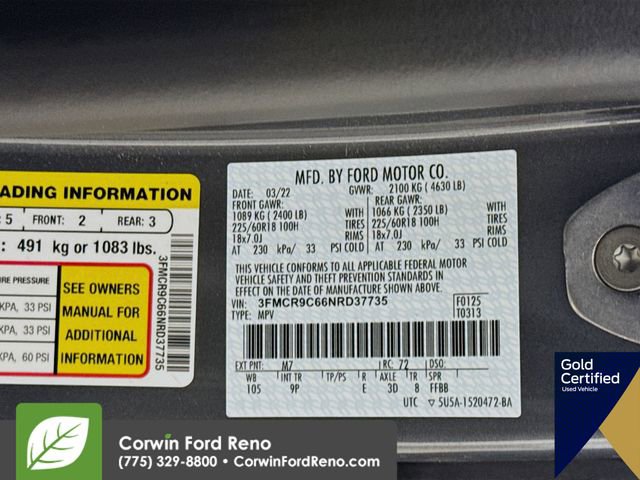 ADING INFORMATION
: 5 FRONT: 2 REAR: 3
: 491 kg or 1083 lbs.
IRE PRESSURE
KPA, 33 PSI
KPA, 33 PSI
KPA, 60 PSI
SEE OWNERS
MANUAL FOR
ADDITIONAL
INFORMATION
3FMCR9C66NRD37735
MFD. BY FORD MOTOR CO.
DATE: 03/22 GVWR: 2100 KG ( 4630 LB)
FRONT GAWR: REAR GAWR:
1089 KG ( 2400 LB) WITH 1066 KG ( 2350 LB) WITH
225/60R18 100H TIRES 225/60R18 100H TIRES
18x7.0J RIMS 18x7.0J RIMS
AT 230 kPa/ 33 PSI COLD AT 230 kPa/ 33 PSI COLD
THIS VEHICLE CONFORMS TO ALL APPLICABLE FEDERAL MOTOR
VEHICLE SAFETY AND THEFT PREVENTION STANDARDS IN
EFFECT ON THE DATE OF MANUFACTURE SHOWN ABOVE.
VIN: 3FMCR9C66NRD37735 F0125
TYPE: MPV T0313
EXT PNT: M7 RC: 72 DSO:
WB INT TR TP/PS R AXLE TR SPR
105 9P E 3D 8 FFBB
UTC 5U5A-1520472-BA
Gold
Certified
Used Vehicle
Corwin Ford Reno
(775) 329-8800 • CorwinFordReno.com